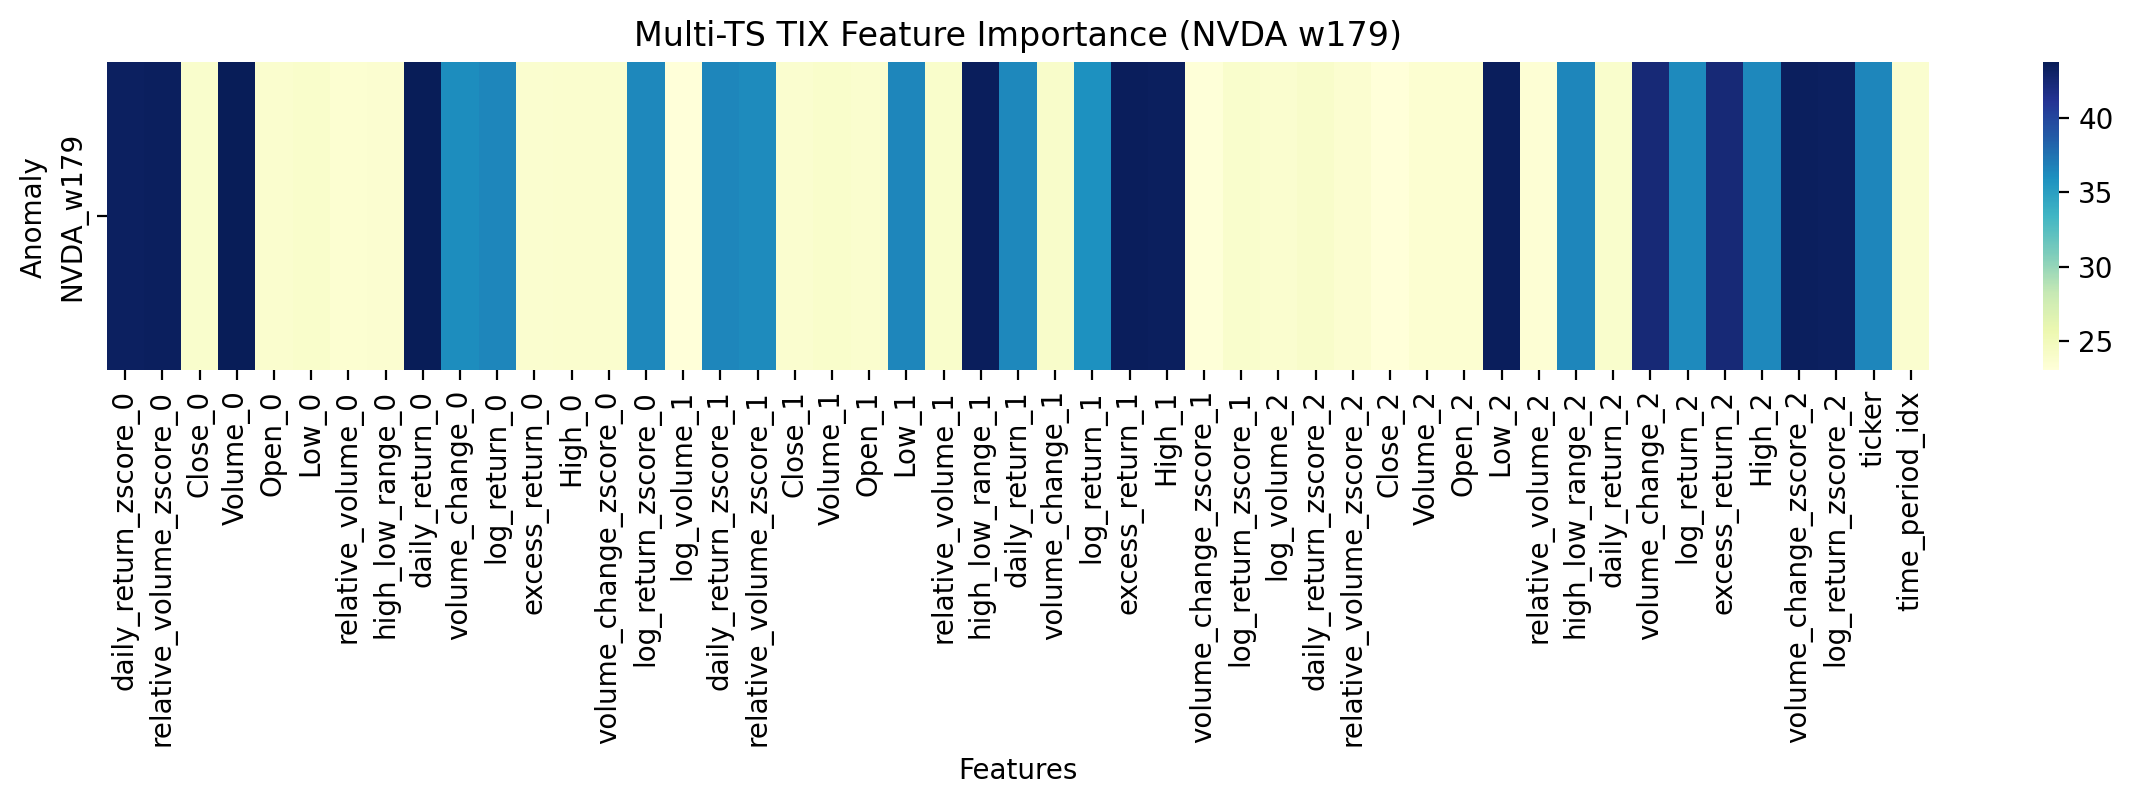 Multi-TS TIX Feature Importance (NVDA w179)
Anomaly
NVDA_w179
40
35
30
25
daily_return_zscore_0
relative_volume_zscore_0
Close_0
Volume_0
Open_0
Low_0
relative_volume_0
high_low_range_0
daily_return_0
volume_change_0
log_return_0
excess_return_0
High_0
volume_change_zscore_0
log_return_zscore_0
log_volume_1
daily_return_zscore_1
relative_volume_zscore_1
Close_1
Volume_1
Open_1
Low_1
relative_volume_1
high_low_range_1
daily_return_1
volume_change_1
log_return_1
excess_return_1
High_1
volume_change_zscore_1
log_return_zscore_1
log_volume_2
daily_return_zscore_2
relative_volume_zscore_2
Close_2
Volume_2
Open_2
Low_2
relative_volume_2
high_low_range_2
daily_return_2
volume_change_2
log_return_2
excess_return_2
High_2
volume_change_zscore_2
log_return_zscore_2
ticker
time_period_idx
Features